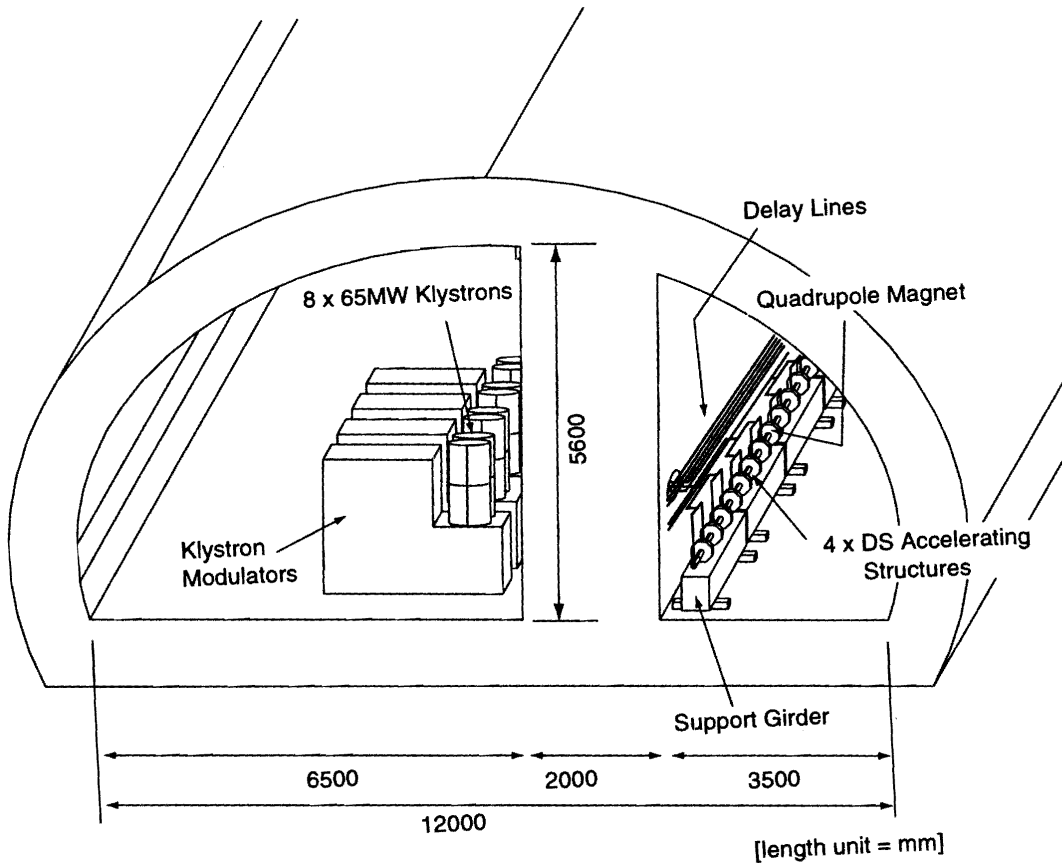 Delay Lines
8 x 65MW Klystrons
Quadrupole Magnet
5600
Klystron
Modulators
4 x DS Accelerating
Structures
Support Girder
6500
2000
3500
12000
[length unit = mm]